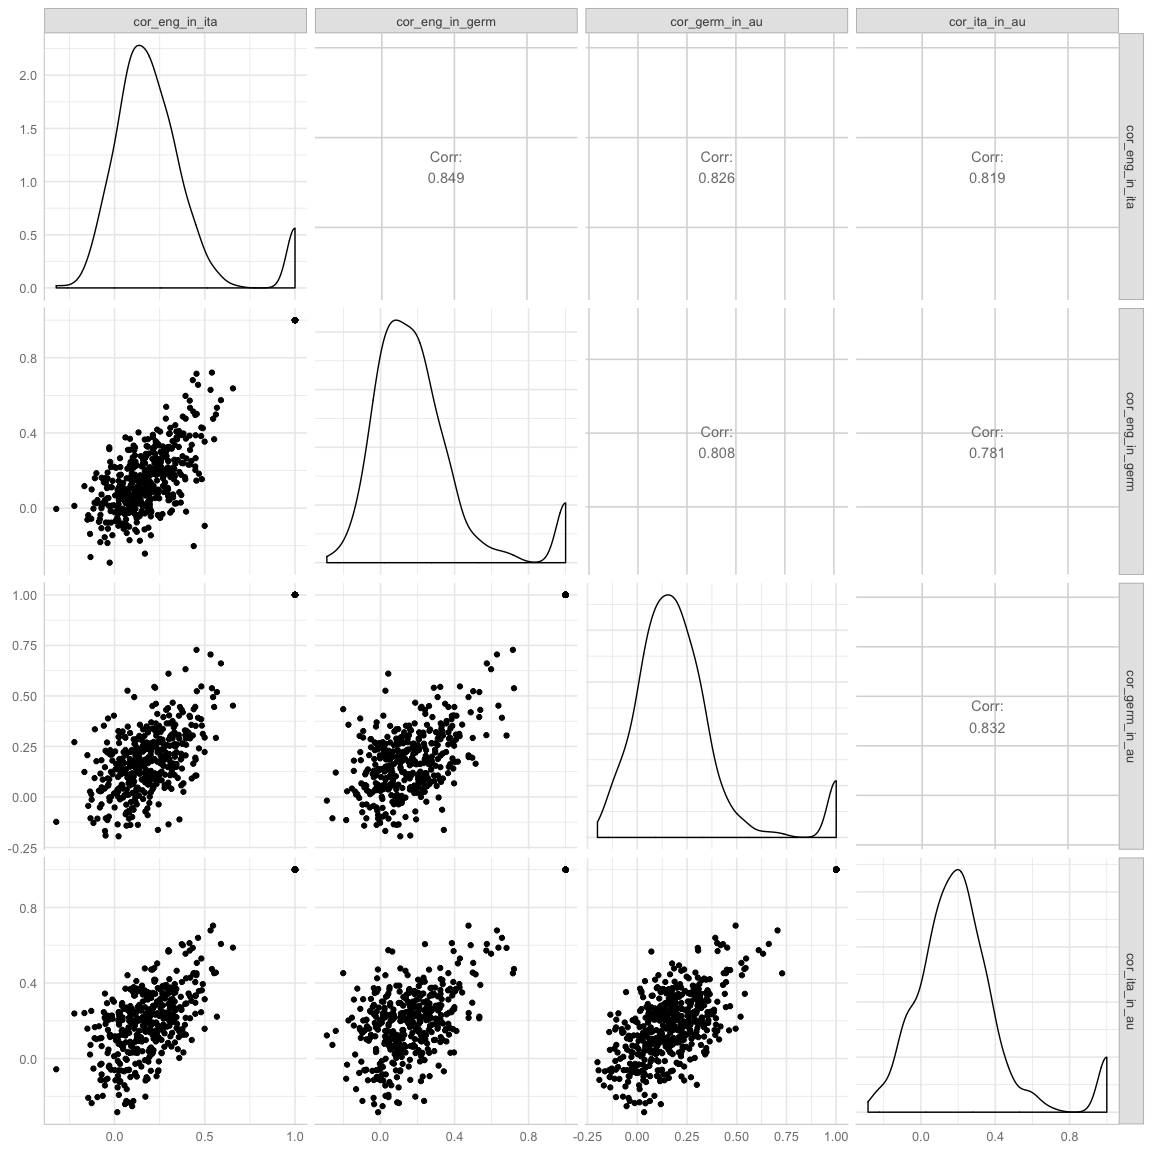 cor_eng_in_ita cor_eng_in_germ cor_germ_in_au cor_ita_in_au
2.0
1.5
1.0
0.5
0.0
Corr:
0.849
Corr:
0.826
Corr:
0.819
cor_eng_in_ita
0.8
0.4
0.0
Corr:
0.808
Corr:
0.781
cor_eng_in_germ
1.00
0.75
0.50
0.25
0.00
-0.25
Corr:
0.832
cor_germ_in_au
0.8
0.4
0.0
cor_ita_in_au
0.0 0.5 1.0 0.0 0.4 0.8 -0.25 0.00 0.25 0.50 0.75 1.00 0.0 0.4 0.8